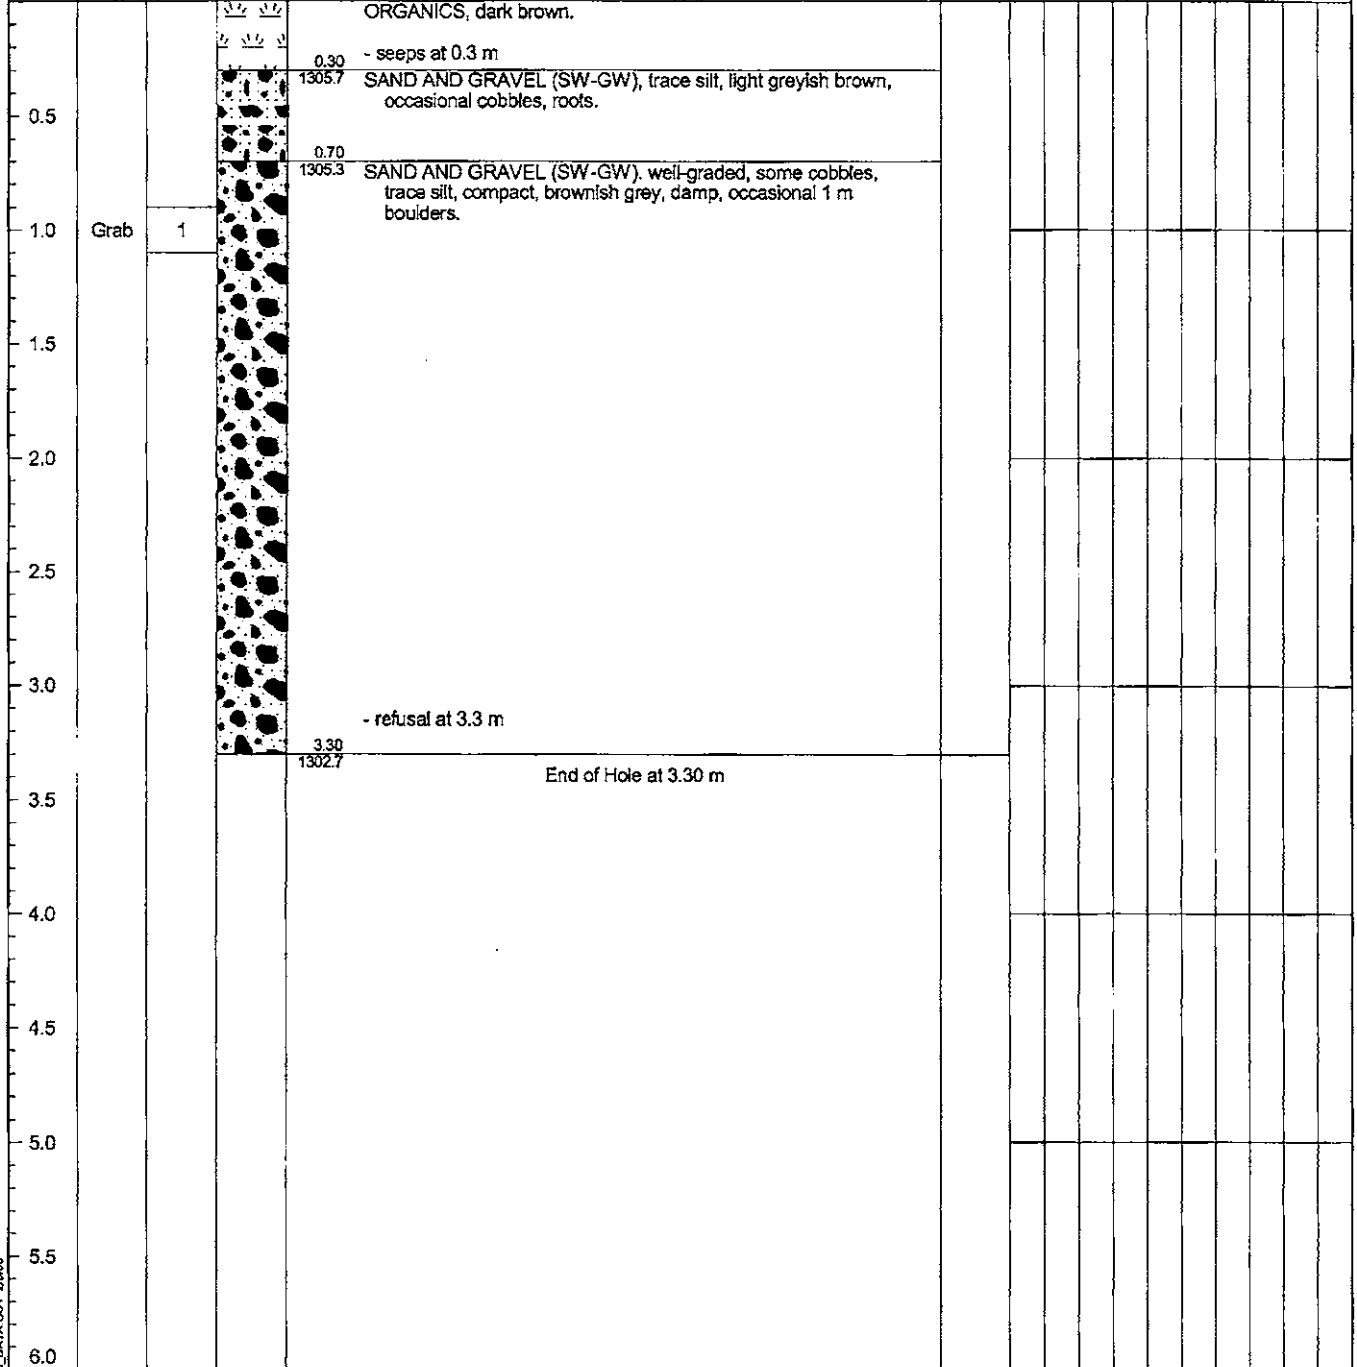 ORGANICS, dark brown.
- seeps at 0.3 m
0.30
1305.7
SAND AND GRAVEL (SW-GW), trace silt, light greyish brown,
occasional cobbles, roots.
0.5
0.70
1305.3
SAND AND GRAVEL (SW-GW). well-graded, some cobbles,
trace silt, compact, brownish grey, damp, occasional 1 m
boulders.
1.0 Grab 1
1.5
2.0
2.5
3.0
- refusal at 3.3 m
3.30
1302.7
End of Hole at 3.30 m
3.5
4.0
4.5
5.0
5.5
6.0